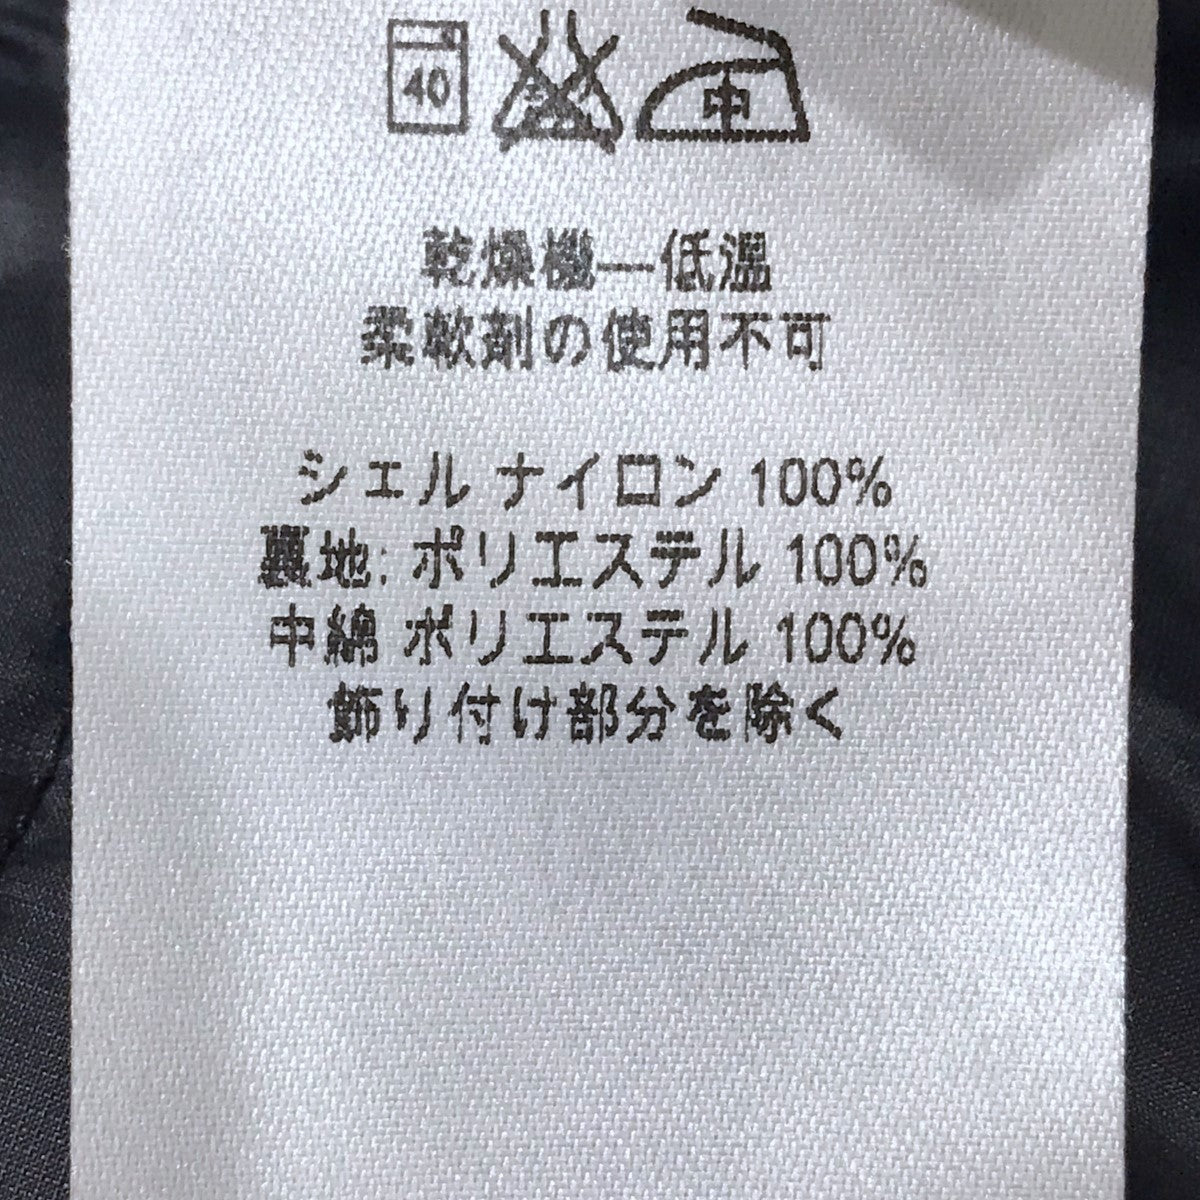 40 中
乾燥機—低温
柔軟剤の使用不可
シェル ナイロン 100%
裏地: ポリエステル 100%
中綿 ポリエステル 100%
飾り付け部分を除く